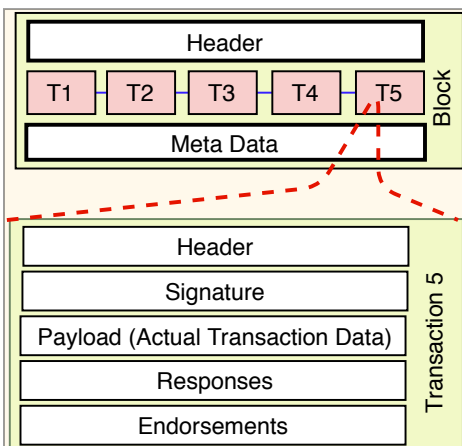 Header
T1 T2 T3 T4 T5
Meta Data
Block
Header
Signature
Payload (Actual Transaction Data)
Responses
Endorsements
Transaction 5